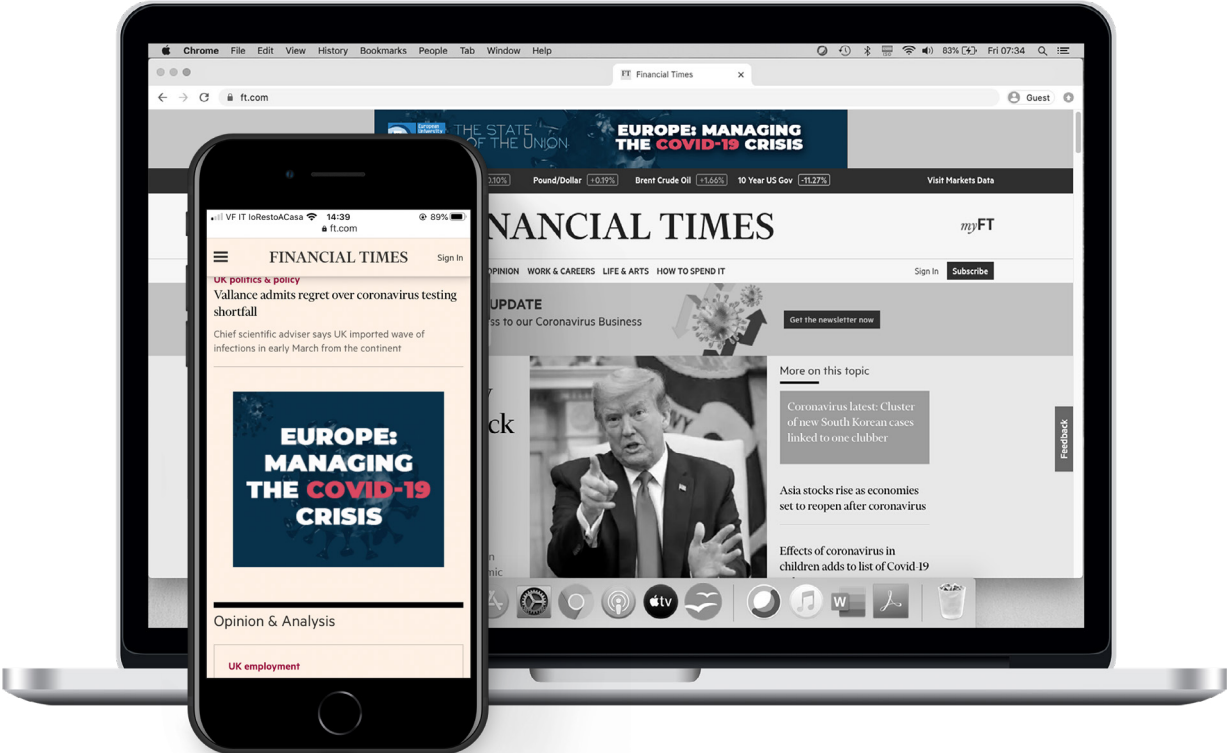 Chrome File Edit View History Bookmarks People Tab Window Help
83% Fri 07:34
FT Financial Times
ft.com
Guest
European
University
THE STATE
OF THE UNION
EUROPE: MANAGING
THE COVID-19 CRISIS
0.10% Pound/Dollar +0.19% Brent Crude Oil +1.66% 10 Year US Gov -11.27% Visit Markets Data
NANCIAL TIMES
myFT
OPINION WORK & CAREERS LIFE & ARTS HOW TO SPEND IT
Sign In Subscribe
UPDATE
ss to our Coronavirus Business
Get the newsletter now
ck
More on this topic
Coronavirus latest: Cluster
of new South Korean cases
linked to one clubber
Asia stocks rise as economies
set to reopen after coronavirus
Effects of coronavirus in
children adds to list of Covid-19
Feedback
tv
W
VF IT IoRestoACasa 14:39 89%
ft.com
FINANCIAL TIMES
Sign In
UK politics & policy
Vallance admits regret over coronavirus testing
shortfall
Chief scientific adviser says UK imported wave of
infections in early March from the continent
EUROPE:
MANAGING
THE COVID-19
CRISIS
Opinion & Analysis
UK employment